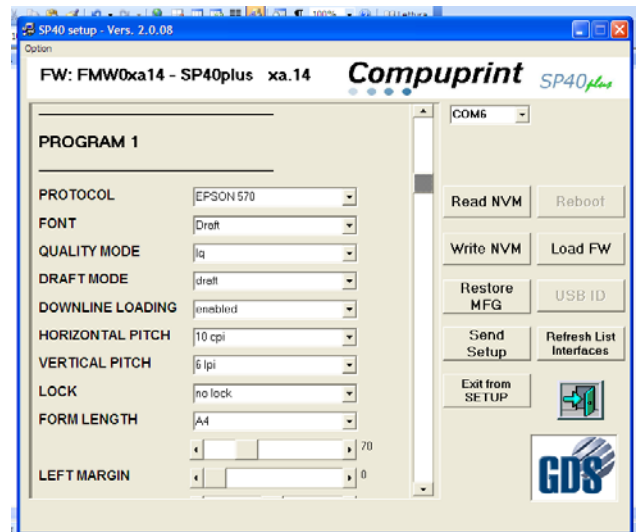 100%
Lettura
SP40 setup - Vers. 2.0.08
Option
FW: FMW0xa14 - SP40plus xa.14
Compuprint
SP40plus
COM6
PROGRAM 1
PROTOCOL EPSON 570
FONT Draft
QUALITY MODE lq
DRAFT MODE draft
DOWNLINE LOADING enabled
HORIZONTAL PITCH 10 cpi
VERTICAL PITCH 6 lpi
LOCK no lock
FORM LENGTH A4
70
LEFT MARGIN 0
Read NVM
Reboot
Write NVM
Load FW
Restore
MFG
USB ID
Send
Setup
Refresh List
Interfaces
Exit from
SETUP
GDS